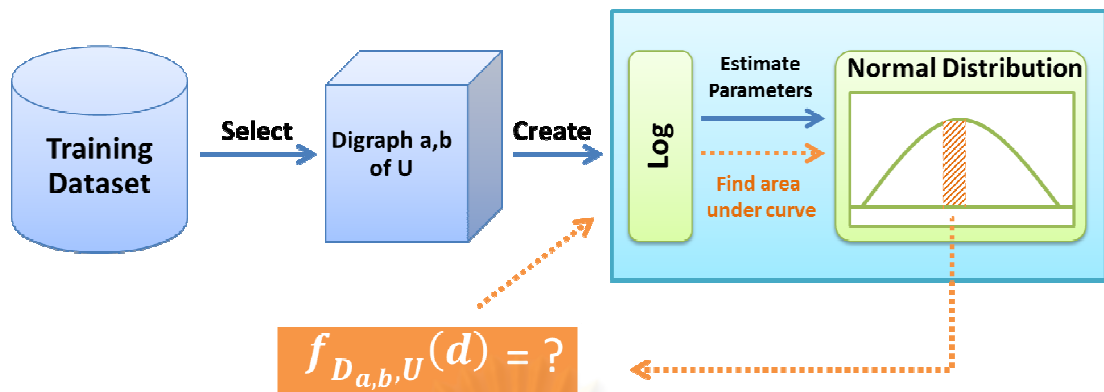 Training
Dataset
Select
Digraph a,b
of U
Create
Log
Estimate
Parameters
Find area
under curve
Normal Distribution
f_{D_{a,b},U}(d) = ?